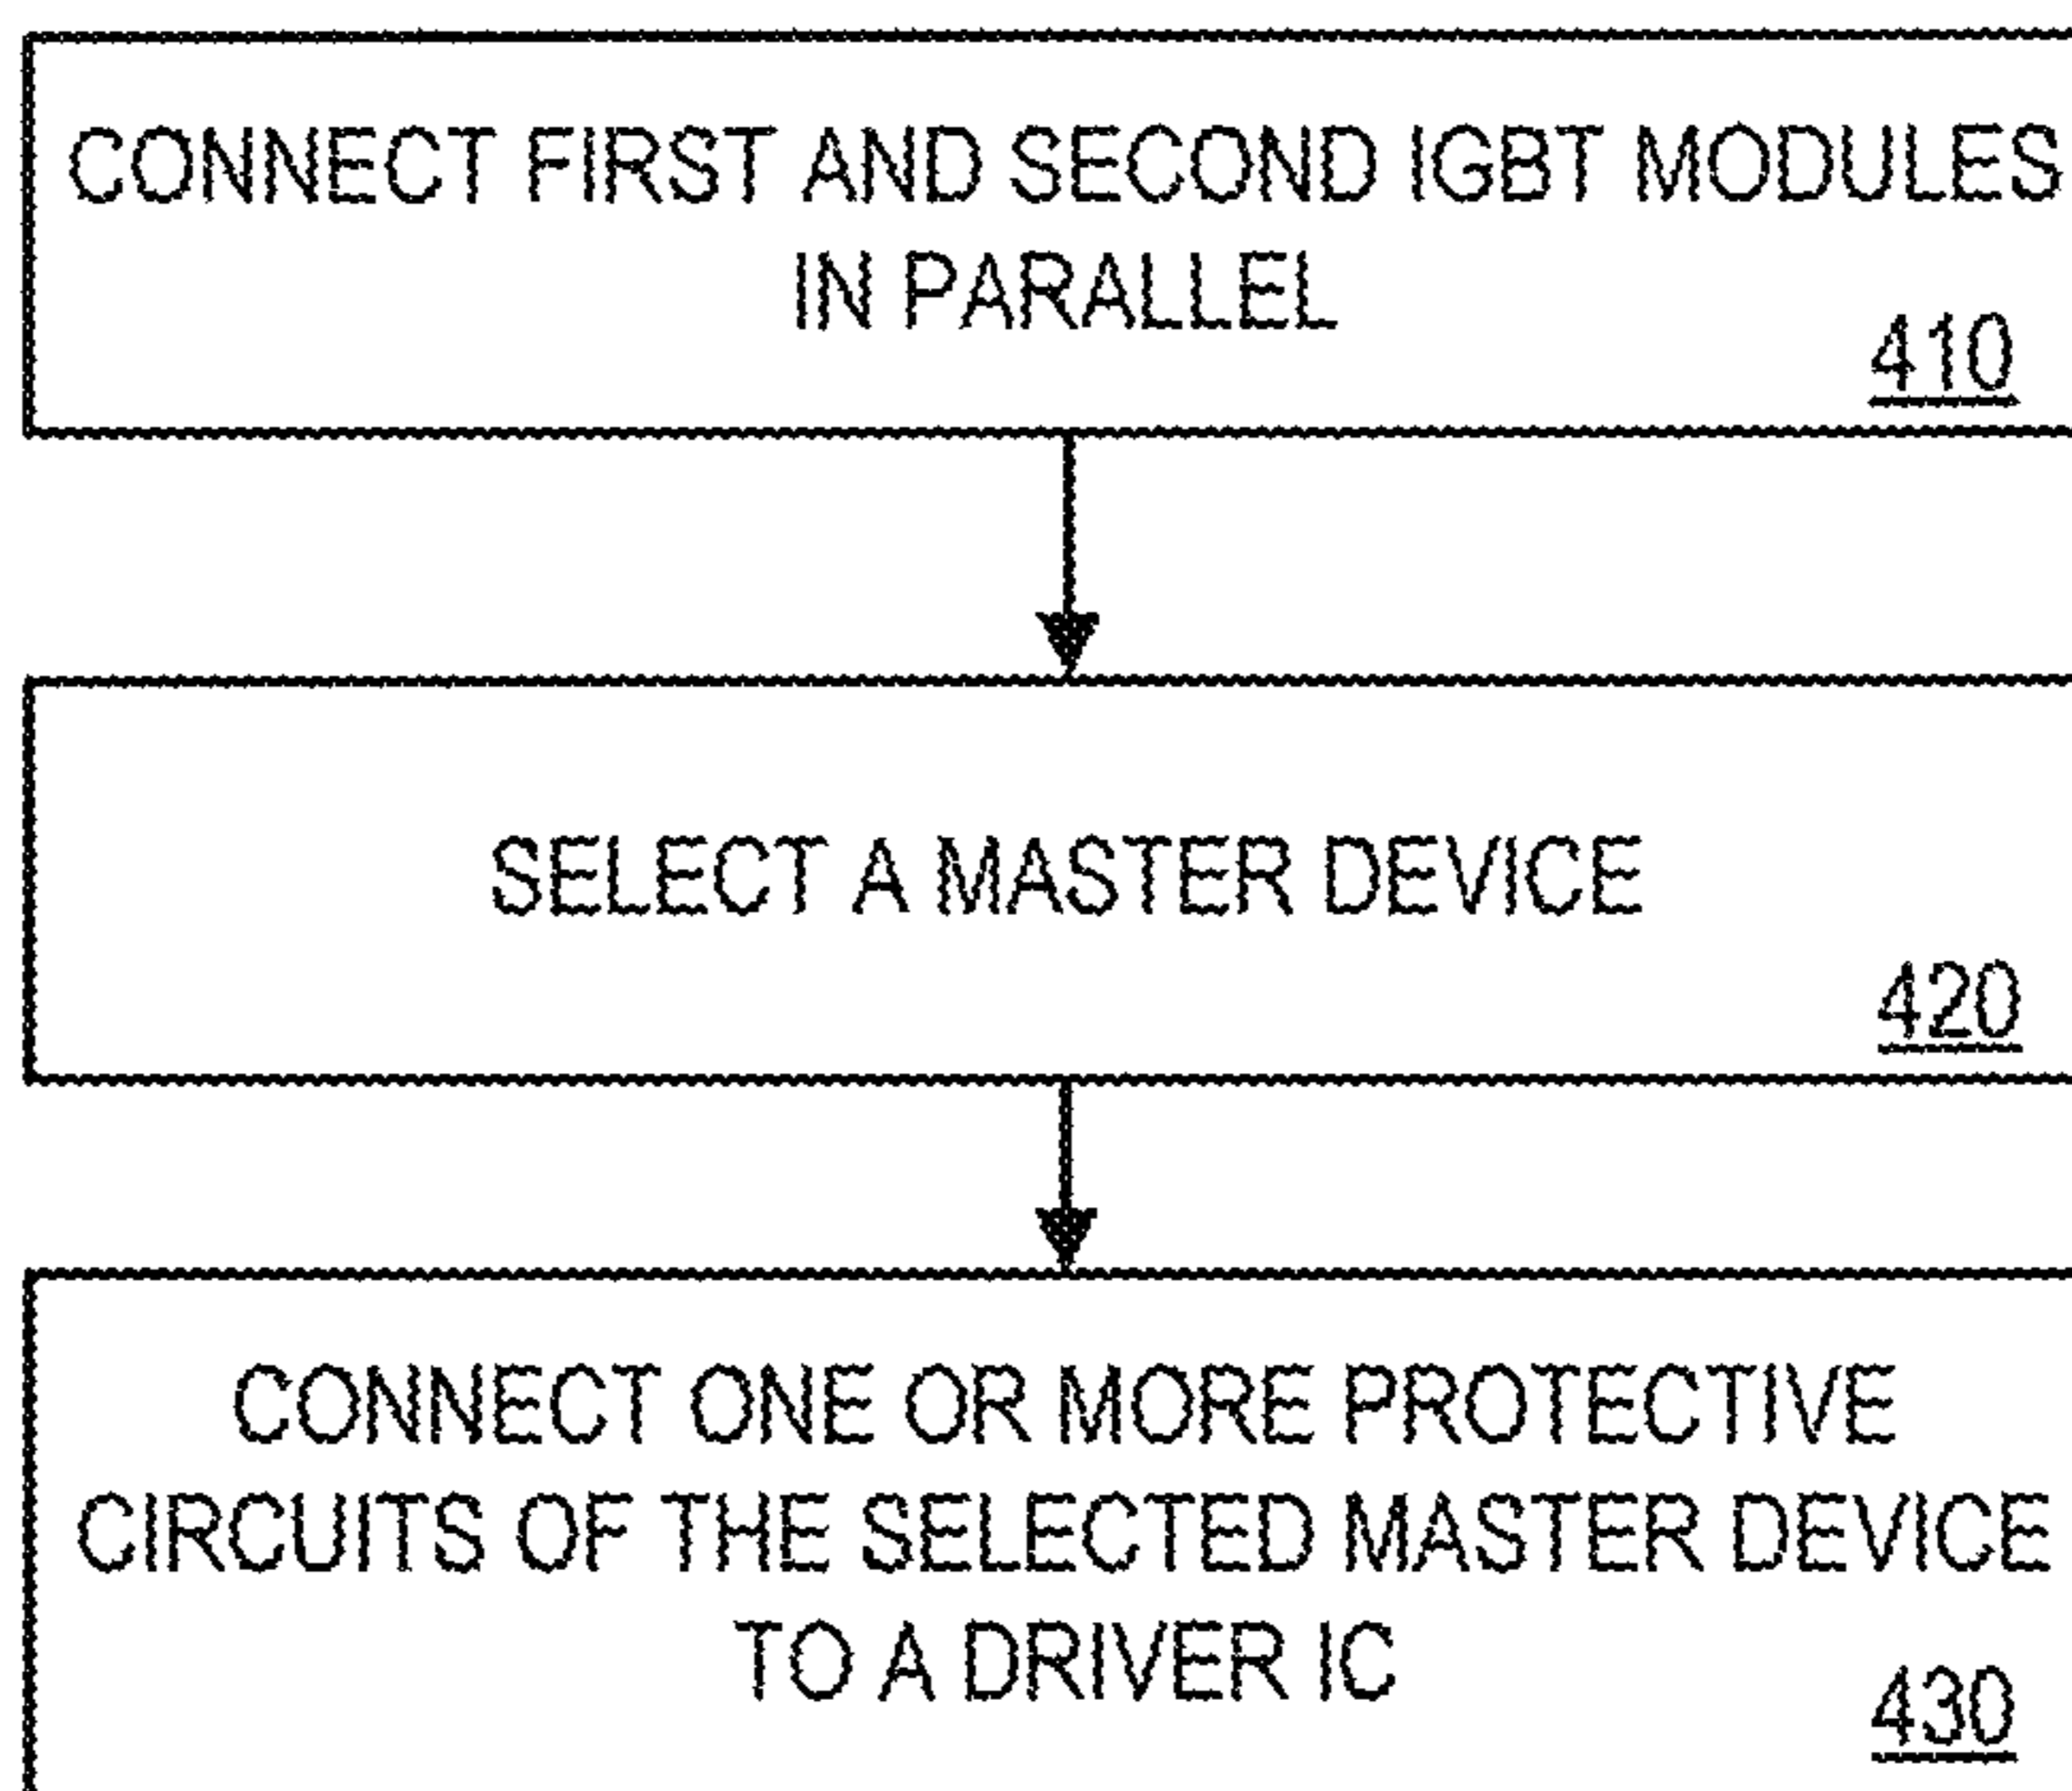 CONNECT FIRST AND SECOND IGBT MODULES
IN PARALLEL
410
SELECT A MASTER DEVICE
420
CONNECT ONE OR MORE PROTECTIVE
CIRCUITS OF THE SELECTED MASTER DEVICE
TO A DRIVER IC
430